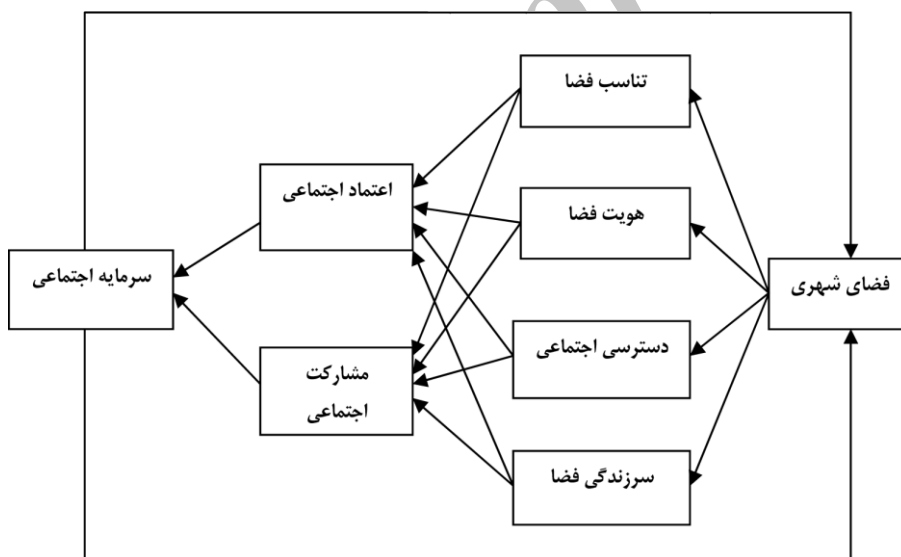 تناسب فضا
اعتماد اجتماعی
هویت فضا
سرمایه اجتماعی
فضای شهری
دسترسی اجتماعی
مشارکت
اجتماعی
سرزندگی فضا